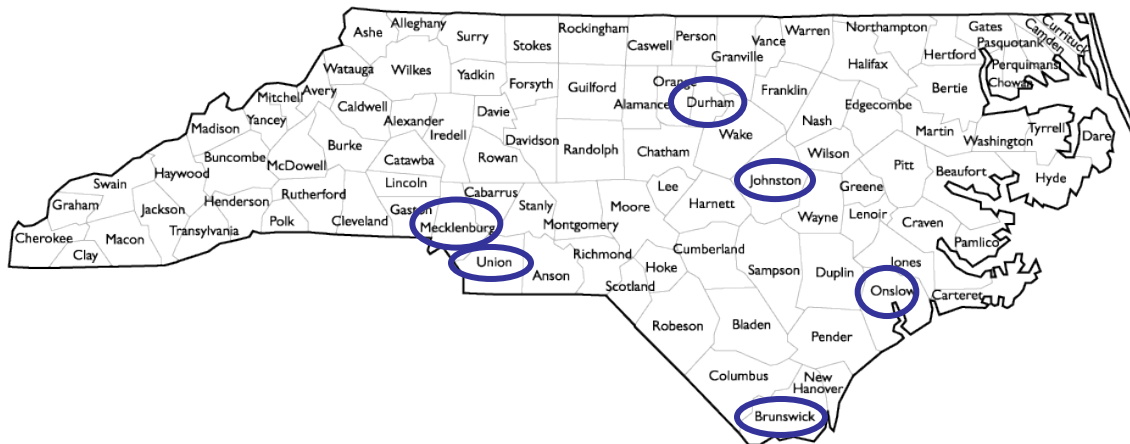 Ashe
Alleghany
Surry
Stokes
Rockingham
Caswell
Person
Vance
Warren
Northampton
Gates
Currituck
Camden
Pasquotank
Perquimans
Chowan
Hertford
Granville
Halifax
Bertie
Watauga
Wilkes
Yadkin
Forsyth
Guilford
Orange
Alamance
Durham
Franklin
Mitchell
Avery
Caldwell
Alexander
Davie
Iredell
Nash
Edgecombe
Martin
Washington
Tyrrell
Dare
Madison
Yancey
Burke
Davidson
Randolph
Chatham
Wake
Wilson
Pitt
Beaufort
Hyde
Buncombe
McDowell
Catawba
Rowan
Haywood
Swain
Rutherford
Lincoln
Cabarrus
Lee
Johnston
Greene
Graham
Jackson
Henderson
Polk
Cleveland
Gaston
Mecklenburg
Stanly
Montgomery
Moore
Harnett
Wayne
Lenoir
Craven
Pamlico
Cherokee
Macon
Clay
Transylvania
Union
Anson
Richmond
Scotland
Hoke
Cumberland
Sampson
Duplin
Jones
Onslow
Carteret
Robeson
Bladen
Pender
Columbus
New
Hanover
Brunswick